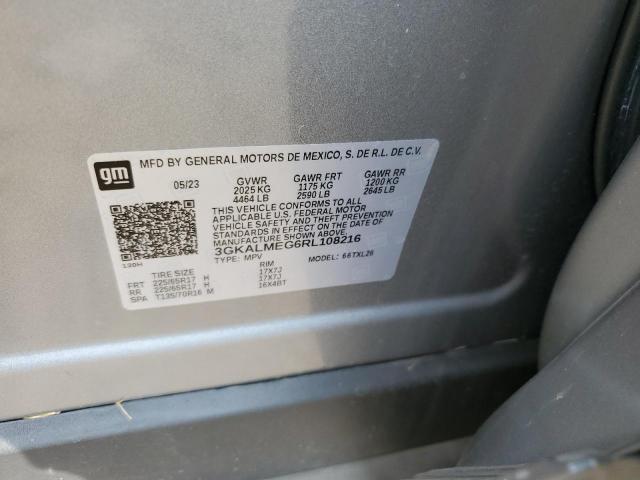 gm
MFD BY GENERAL MOTORS DE MEXICO, S. DE R.L. DE C.V.
05/23 GVWR GAWR FRT GAWR RR
2025 KG 1175 KG 1200 KG
4464 LB 2590 LB 2645 LB
THIS VEHICLE CONFORMS TO ALL
APPLICABLE U.S. FEDERAL MOTOR
VEHICLE SAFETY AND THEFT PREVENTION
STANDARDS IN EFFECT ON THE DATE OF
MANUFACTURE SHOWN ABOVE.
3GKALMEG6RL108216
TYPE: MPV MODEL: 66TXL26
120H
TIRE SIZE RIM
FRT 225/65R17 H 17X7J
RR 225/65R17 H 17X7J
SPA T135/70R16 M 16X4BT